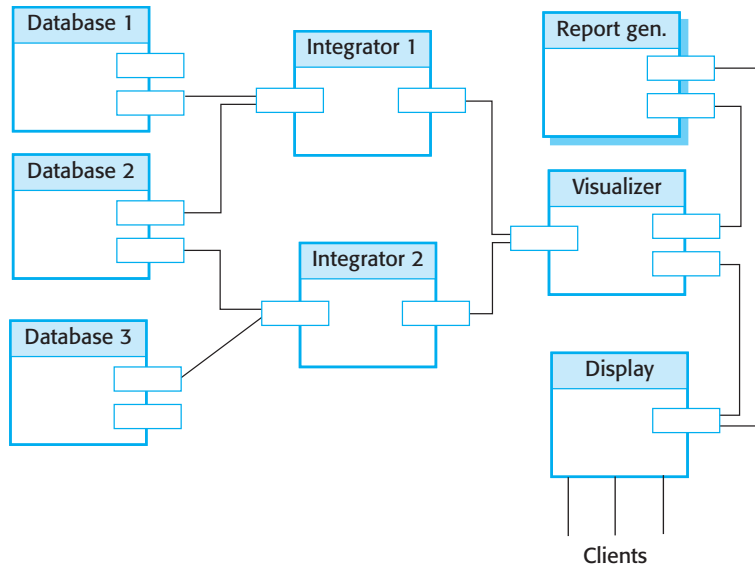 Database 1
Integrator 1
Report gen.
Database 2
Visualizer
Integrator 2
Database 3
Display
Clients